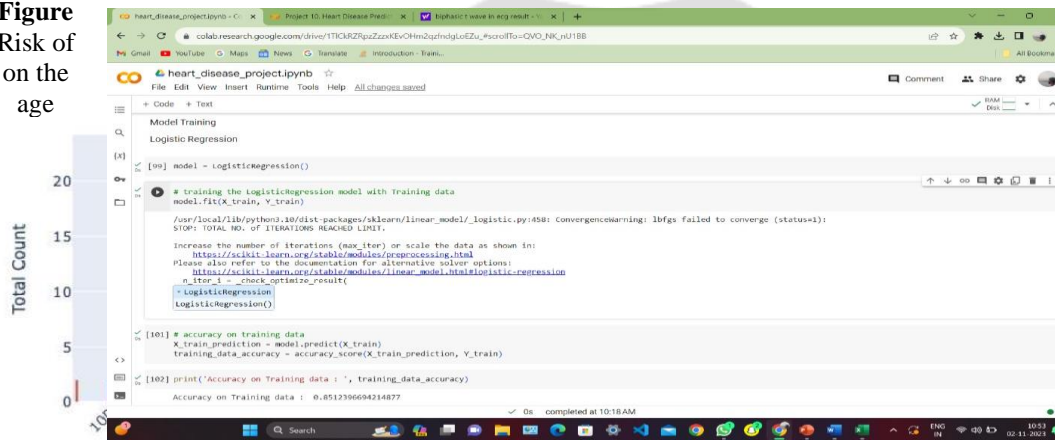 Figure
Risk of
on the
age
Total Count
20
15
10
5
0
heart_disease_project.ipynb - Co
Project 10. Heart Disease Predic
biphasic t wave in ecg result - Y
colab.research.google.com/drive/
Gmail
YouTube
Maps
News
Translate
Introduction - Traini...
All Bookma
heart_disease_project.ipynb
File Edit View Insert Runtime Tools Help All changes saved
Comment
Share
+ Code + Text
RAM
Disk
Model Training
Logistic Regression
[99] model = LogisticRegression()
# training the LogisticRegression model with Training data
model.fit(X_train, Y_train)
/usr/local/lib/python3.10/dist-packages/sklearn/linear_model/_logistic.py:458: ConvergenceWarning: lbfgs failed to converge (status=1):
STOP: TOTAL NO. of ITERATIONS REACHED LIMIT.
Increase the number of iterations (max_iter) or scale the data as shown in:
https://scikit-learn.org/stable/modules/preprocessing.html
Please also refer to the documentation for alternative solver options:
https://scikit-learn.org/stable/modules/linear_model.html#logistic-regression
n_iter_i = _check_optimize_result(
LogisticRegression
LogisticRegression()
[101] # accuracy on training data
X_train_prediction = model.predict(X_train)
training_data_accuracy = accuracy_score(X_train_prediction, Y_train)
[102] print('Accuracy on Training data : ', training_data_accuracy)
Accuracy on Training data : 0.8512396694214877
0s completed at 10:18 AM
Search
ENG
IN
10:53
02-11-2023